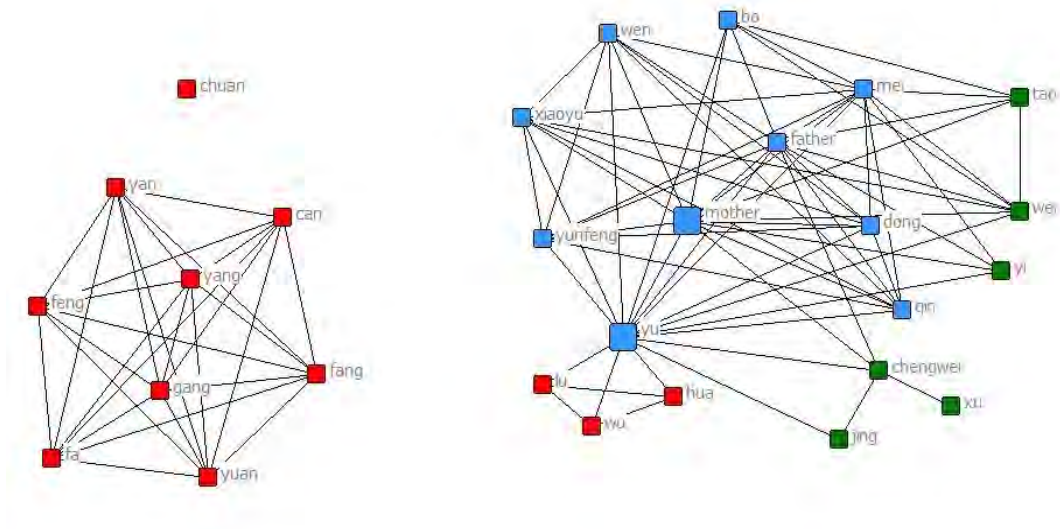 chuan
yan
can
yang
feng
fang
gang
fa
yuan
bo
wen
mei
tao
xiaoyu
father
mother
wei
dong
yunfeng
yi
qin
yu
chengwei
lu
hua
xu
wu
jing